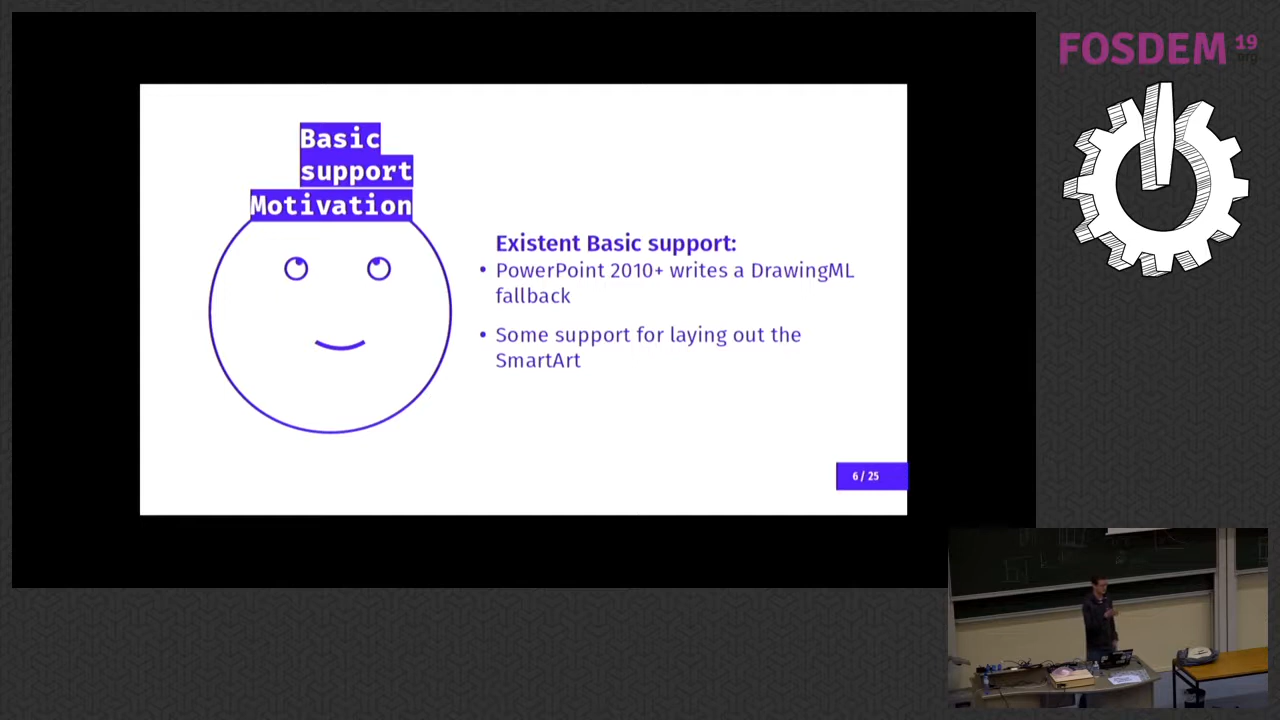 FOSDEM 19
.org
Basic
support
Motivation
Existent Basic support:
• PowerPoint 2010+ writes a DrawingML
fallback
• Some support for laying out the
SmartArt
6 / 25